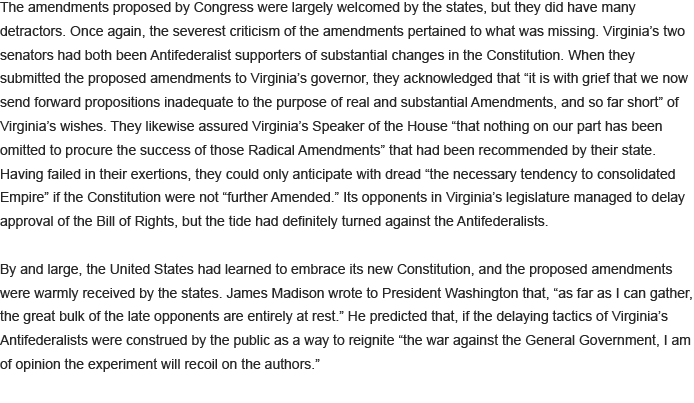 The amendments proposed by Congress were largely welcomed by the states, but they did have many
detractors. Once again, the severest criticism of the amendments pertained to what was missing. Virginia’s two
senators had both been Antifederalist supporters of substantial changes in the Constitution. When they
submitted the proposed amendments to Virginia’s governor, they acknowledged that “it is with grief that we now
send forward propositions inadequate to the purpose of real and substantial Amendments, and so far short” of
Virginia’s wishes. They likewise assured Virginia’s Speaker of the House “that nothing on our part has been
omitted to procure the success of those Radical Amendments” that had been recommended by their state.
Having failed in their exertions, they could only anticipate with dread “the necessary tendency to consolidated
Empire” if the Constitution were not “further Amended.” Its opponents in Virginia’s legislature managed to delay
approval of the Bill of Rights, but the tide had definitely turned against the Antifederalists.
By and large, the United States had learned to embrace its new Constitution, and the proposed amendments
were warmly received by the states. James Madison wrote to President Washington that, “as far as I can gather,
the great bulk of the late opponents are entirely at rest.” He predicted that, if the delaying tactics of Virginia’s
Antifederalists were construed by the public as a way to reignite “the war against the General Government, I am
of opinion the experiment will recoil on the authors.”